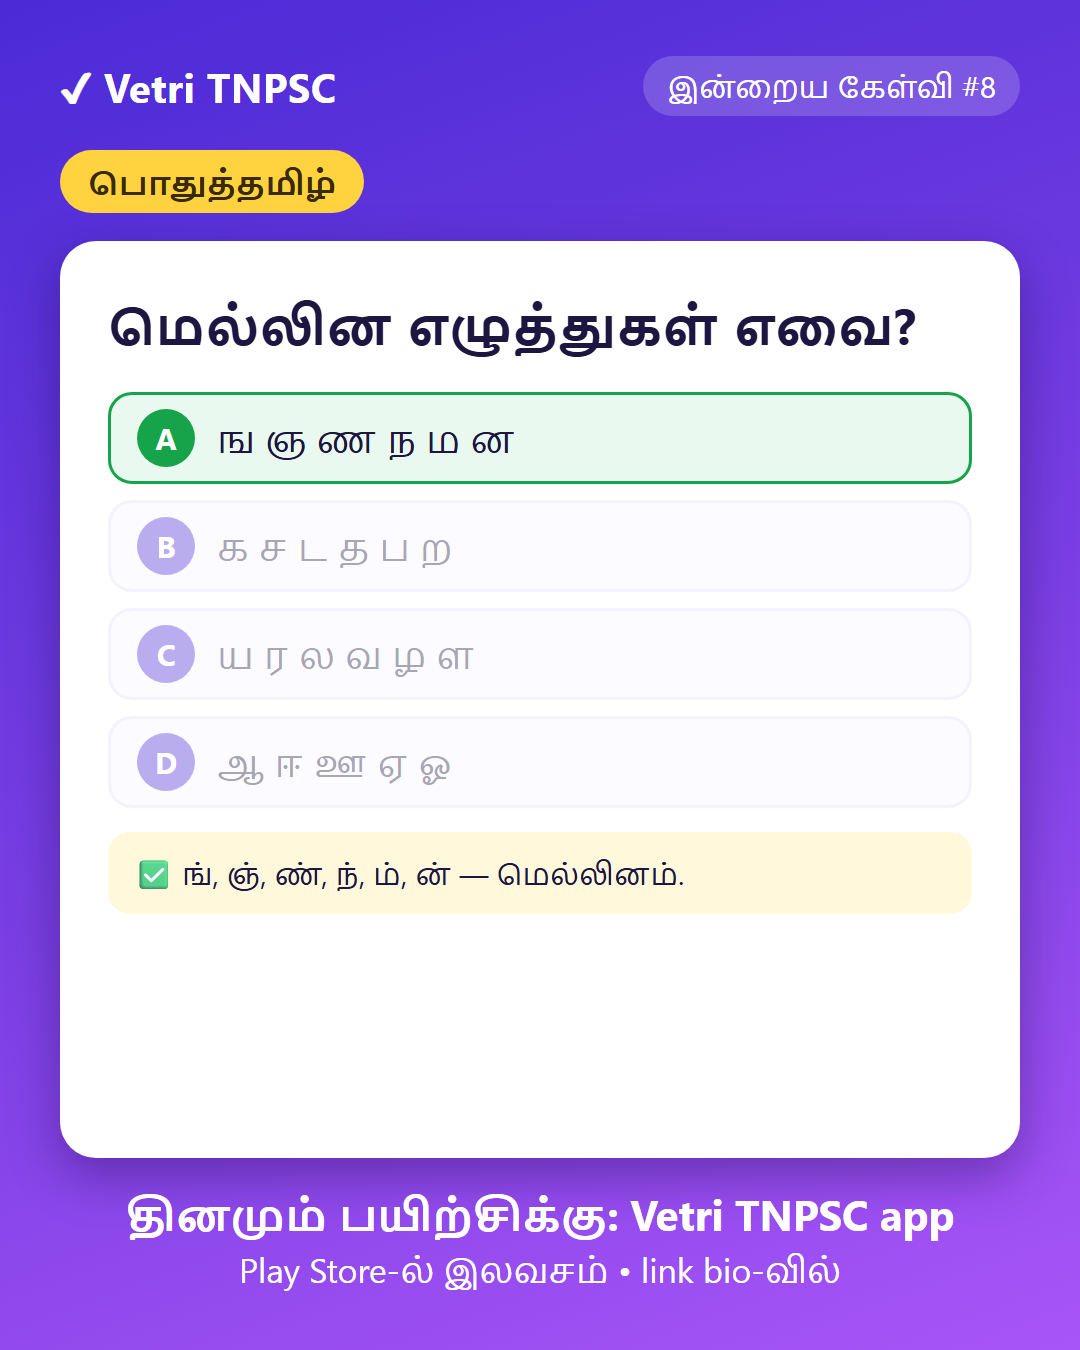 ✓ Vetri TNPSC
இன்றைய கேள்வி #8
பொதுத்தமிழ்
மெல்லின எழுத்துகள் எவை?
A ங ஞ ண ந ம ன
B க ச ட த ப ற
C ய ர ல வ ழ ள
D ஆ ஈ ஊ ஏ ஓ
✅ ங், ஞ், ண், ந், ம், ன் — மெல்லினம்.
தினமும் பயிற்சிக்கு: Vetri TNPSC app
Play Store-ல் இலவசம் • link bio-வில்